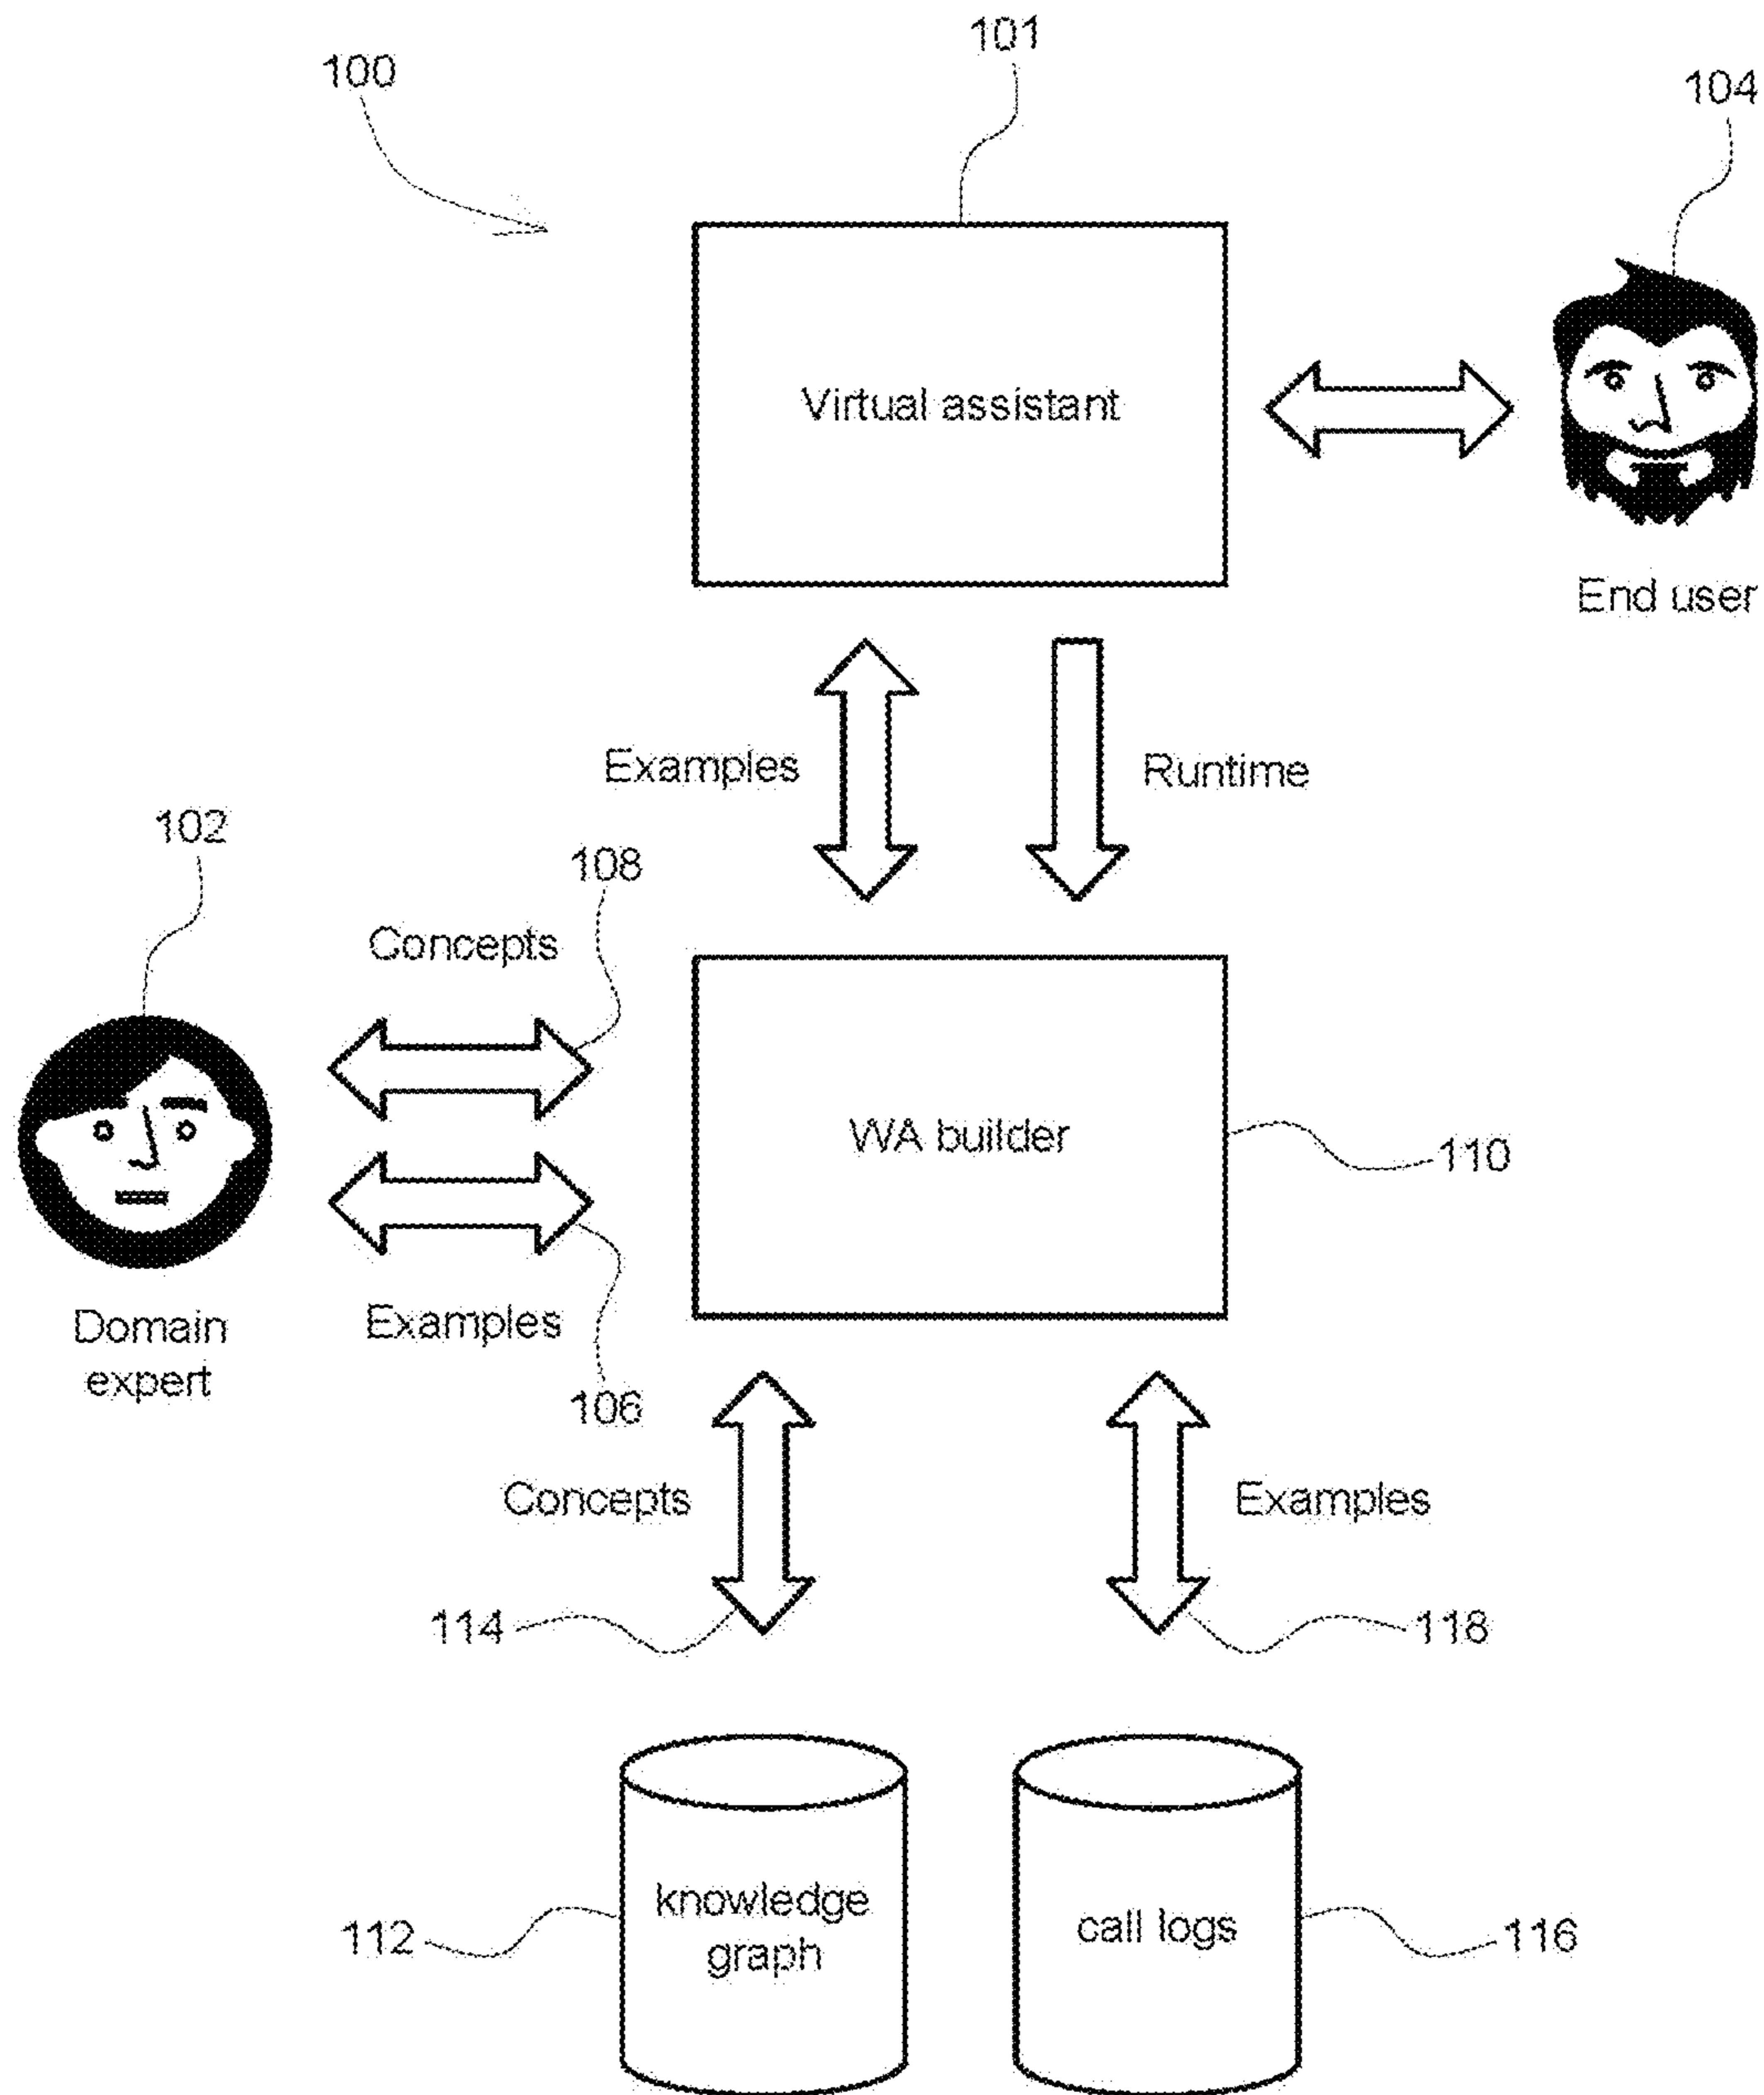 101
100
104
Virtual assistant
End user
Examples
Runtime
102
108
Concepts
WA builder
110
Domain
expert
Examples
106
Concepts
Examples
114
118
knowledge
graph
call logs
112
116